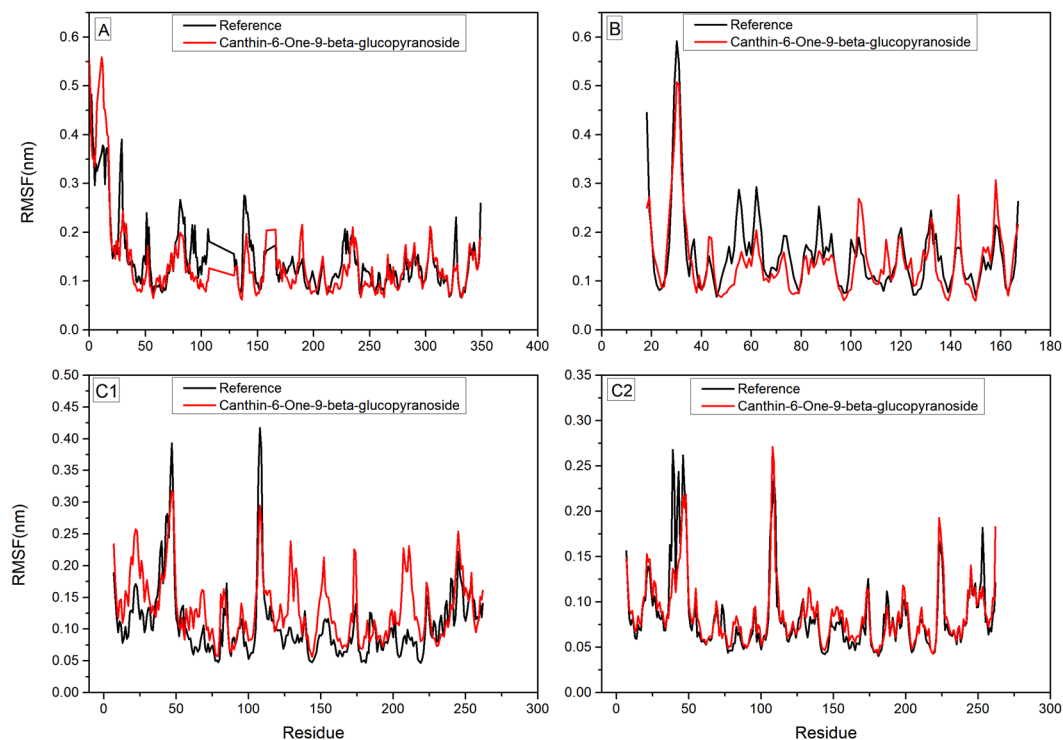 A
Reference
Canthin-6-One-9-beta-glucopyranoside
RMSF(nm)
0.6
0.5
0.4
0.3
0.2
0.1
0.0
0 50 100 150 200 250 300 350 400
B
Reference
Canthin-6-One-9-beta-glucopyranoside
0.6
0.5
0.4
0.3
0.2
0.1
0.0
20 40 60 80 100 120 140 160 180
C1
Reference
Canthin-6-One-9-beta-glucopyranoside
RMSF(nm)
0.50
0.45
0.40
0.35
0.30
0.25
0.20
0.15
0.10
0.05
0.00
0 50 100 150 200 250 300
Residue
C2
Reference
Canthin-6-One-9-beta-glucopyranoside
0.35
0.30
0.25
0.20
0.15
0.10
0.05
0.00
0 50 100 150 200 250 300
Residue